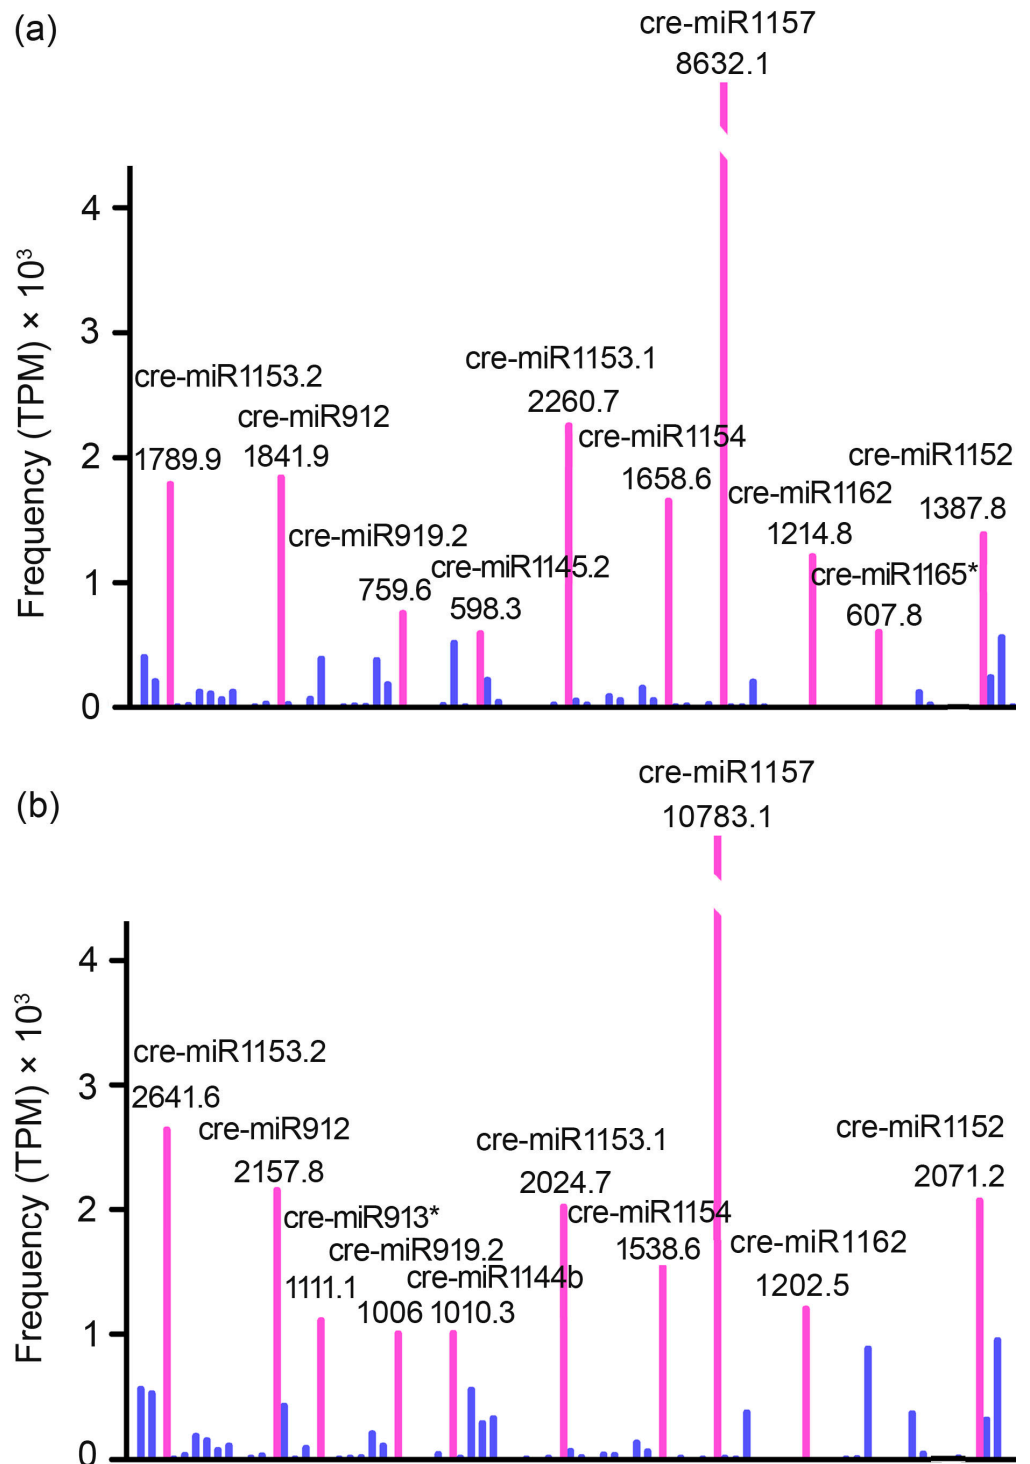 (a)
cre-miR1157
8632.1
Frequency (TPM) × 10³
4
3
2
1
0
cre-miR1153.2
1789.9
cre-miR912
1841.9
cre-miR919.2
759.6
cre-miR1145.2
598.3
cre-miR1153.1
2260.7
cre-miR1154
1658.6
cre-miR1162
1214.8
cre-miR1165*
607.8
cre-miR1152
1387.8
(b)
cre-miR1157
10783.1
Frequency (TPM) × 10³
4
3
2
1
0
cre-miR1153.2
2641.6
cre-miR912
2157.8
cre-miR913*
1111.1
cre-miR919.2
1006
cre-miR1144b
1010.3
cre-miR1153.1
2024.7
cre-miR1154
1538.6
cre-miR1162
1202.5
cre-miR1152
2071.2